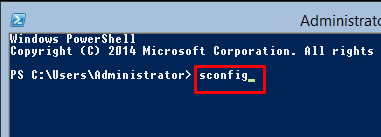 Administrato
Windows PowerShell
Copyright (C) 2014 Microsoft Corporation. All rights
PS C:\Users\Administrator> sconfig_